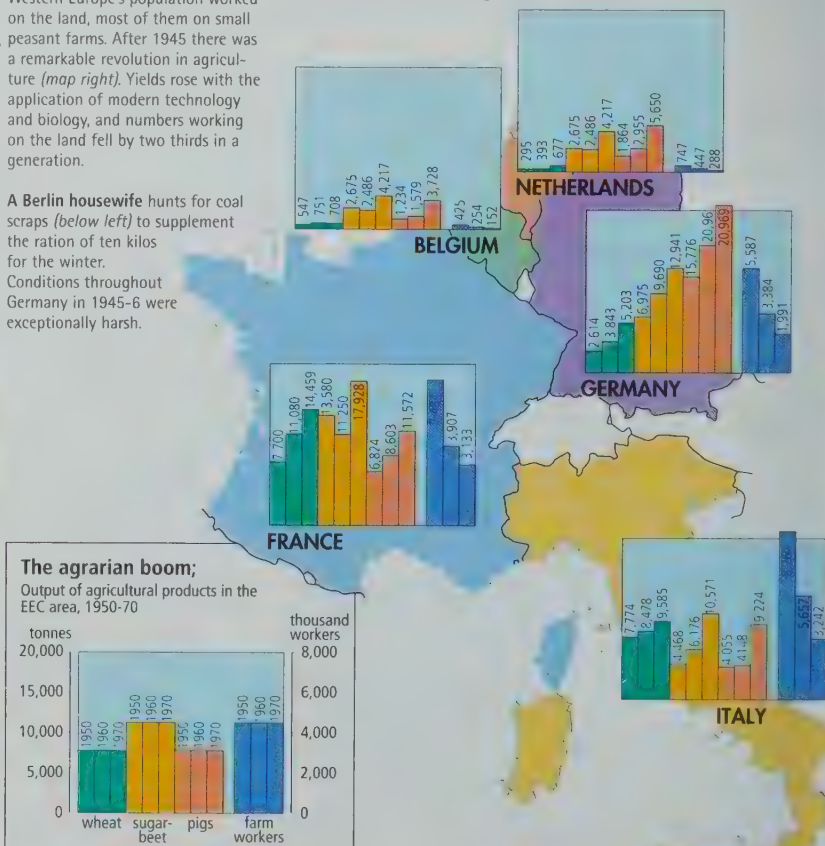 Western Europe's population worked
on the land, most of them on small
peasant farms. After 1945 there was
a remarkable revolution in agricul-
ture (map right). Yields rose with the
application of modern technology
and biology, and numbers working
on the land fell by two thirds in a
generation.
A Berlin housewife hunts for coal
scraps (below left) to supplement
the ration of ten kilos
for the winter.
Conditions throughout
Germany in 1945-6 were
exceptionally harsh.
295 393 677 2,675 2,486 4,217 1,864 2,955 5,650 747 447 288
NETHERLANDS
547 751 708 2,675 2,486 4,217 1,234 1,579 3,728 425 254 152
BELGIUM
2 614 3,843 5,203 6,975 9,690 12,941 15,776 20,969 5,587 3,384 1,991
GERMANY
7,700 11,080 14,459 13,580 11,250 17,928 6,824 8,603 11,572 3,907 3,133
FRANCE
7,774 8,478 9,585 4,468 6,176 10,571 4 055 4148 9 224 5,657 3,242
ITALY
The agrarian boom;
Output of agricultural products in the
EEC area, 1950-70
tonnes
thousand
workers
20,000
8,000
15,000
6,000
10,000
4,000
5,000
2,000
0
0
1950 1960 1970 1950 1960 1970 1950 1960 1970 1950 1960 1970
wheat sugar- pigs farm
beet workers